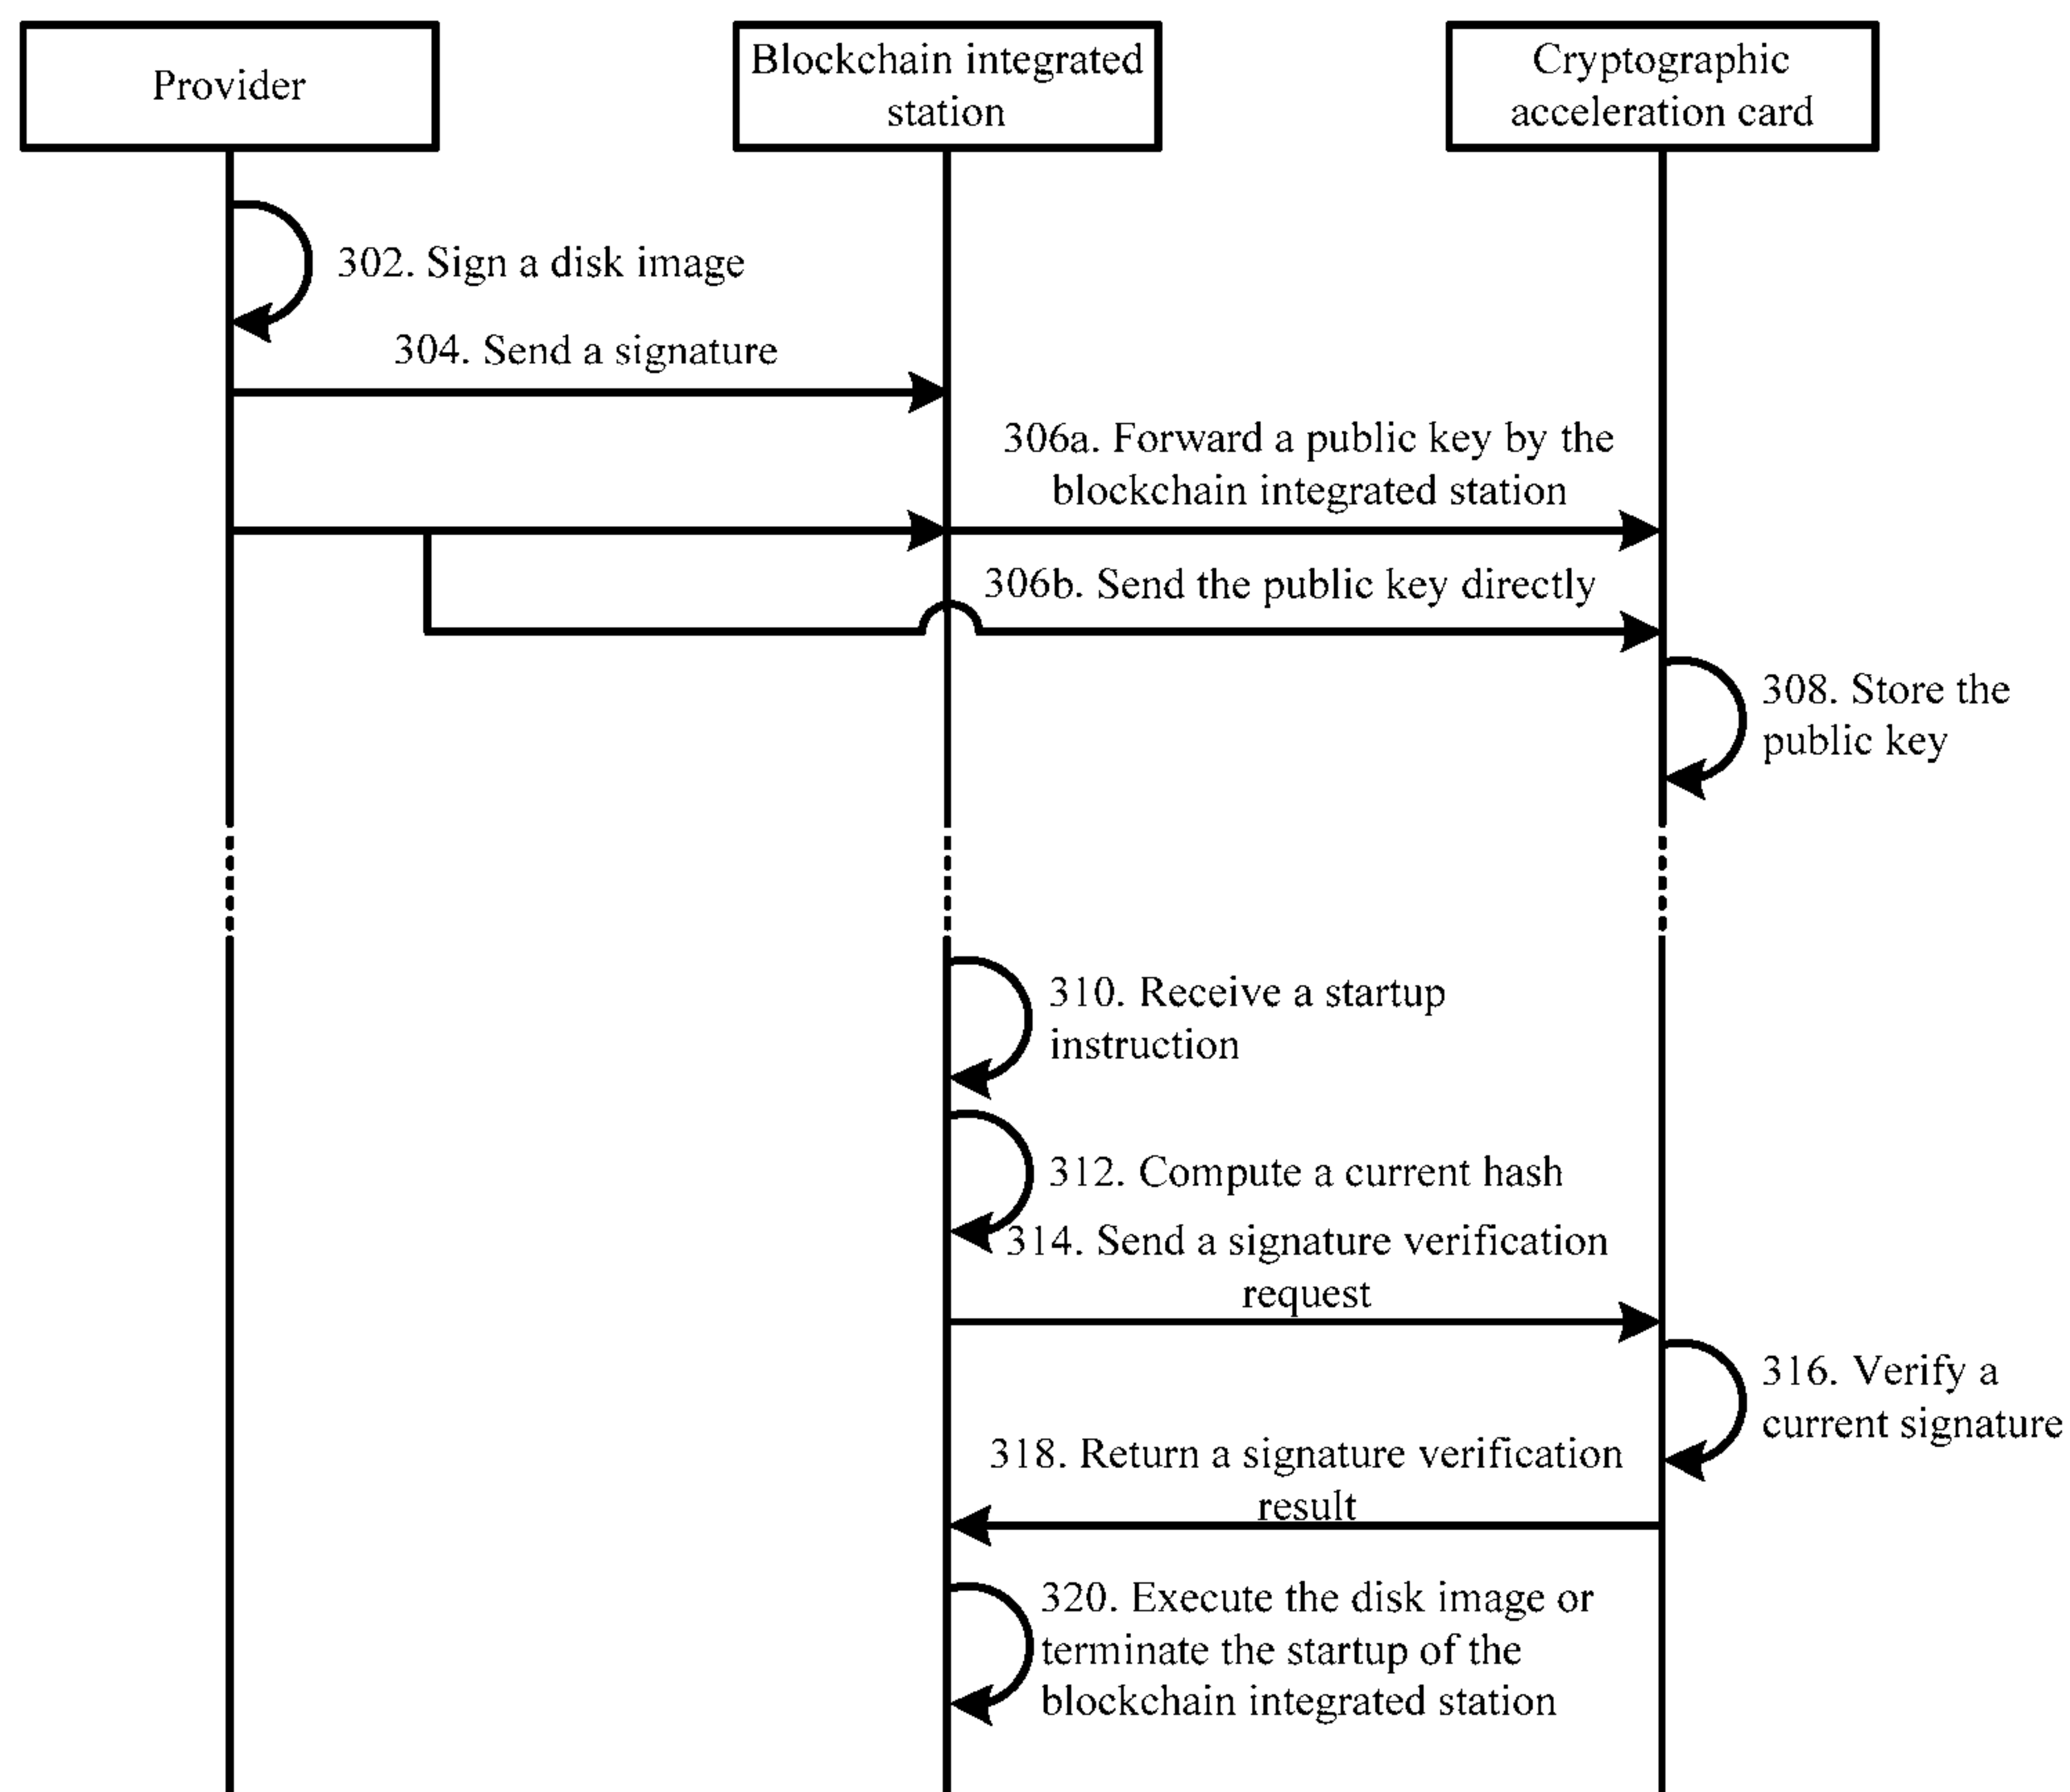 Provider
Blockchain integrated
station
Cryptographic
acceleration card
302. Sign a disk image
304. Send a signature
306a. Forward a public key by the
blockchain integrated station
306b. Send the public key directly
308. Store the
public key
310. Receive a startup
instruction
312. Compute a current hash
314. Send a signature verification
request
316. Verify a
current signature
318. Return a signature verification
result
320. Execute the disk image or
terminate the startup of the
blockchain integrated station